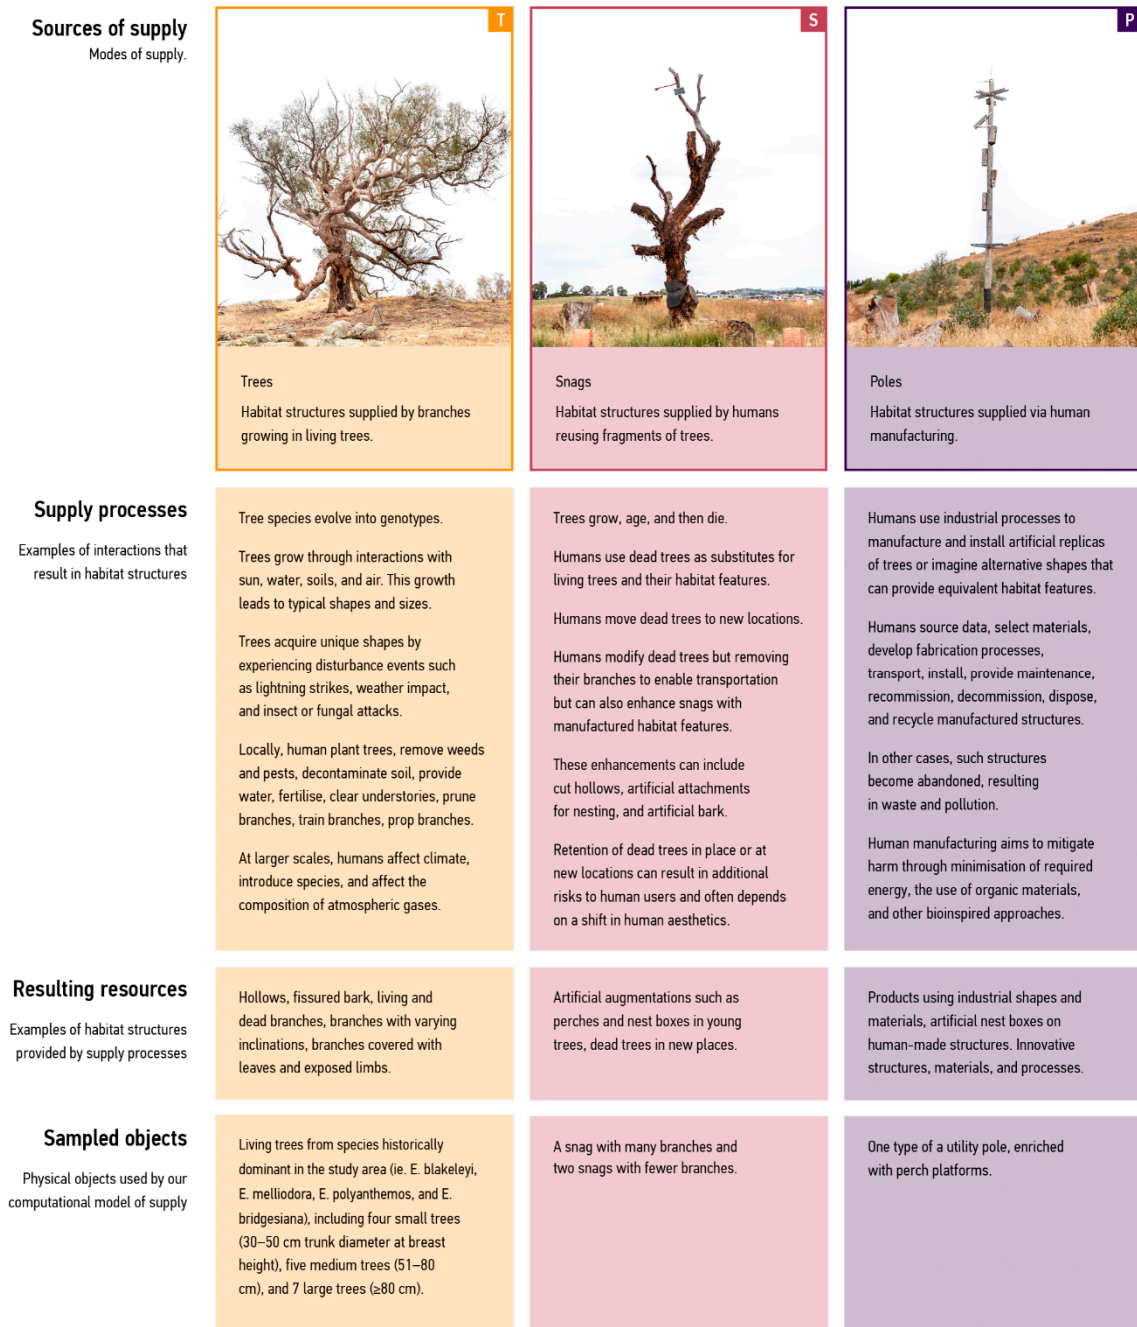 Sources of supply
Modes of supply.
T
S
P
Trees
Habitat structures supplied by branches
growing in living trees.
Snags
Habitat structures supplied by humans
reusing fragments of trees.
Poles
Habitat structures supplied via human
manufacturing.
Supply processes
Examples of interactions that
result in habitat structures
Tree species evolve into genotypes.
Trees grow through interactions with
sun, water, soils, and air. This growth
leads to typical shapes and sizes.
Trees acquire unique shapes by
experiencing disturbance events such
as lightning strikes, weather impact,
and insect or fungal attacks.
Locally, human plant trees, remove weeds
and pests, decontaminate soil, provide
water, fertilise, clear understories, prune
branches, train branches, prop branches.
At larger scales, humans affect climate,
introduce species, and affect the
composition of atmospheric gases.
Trees grow, age, and then die.
Humans use dead trees as substitutes for
living trees and their habitat features.
Humans move dead trees to new locations.
Humans modify dead trees but removing
their branches to enable transportation
but can also enhance snags with
manufactured habitat features.
These enhancements can include
cut hollows, artificial attachments
for nesting, and artificial bark.
Retention of dead trees in place or at
new locations can result in additional
risks to human users and often depends
on a shift in human aesthetics.
Humans use industrial processes to
manufacture and install artificial replicas
of trees or imagine alternative shapes that
can provide equivalent habitat features.
Humans source data, select materials,
develop fabrication processes,
transport, install, provide maintenance,
recommission, decommission, dispose,
and recycle manufactured structures.
In other cases, such structures
become abandoned, resulting
in waste and pollution.
Human manufacturing aims to mitigate
harm through minimisation of required
energy, the use of organic materials,
and other bioinspired approaches.
Resulting resources
Examples of habitat structures
provided by supply processes
Hollows, fissured bark, living and
dead branches, branches with varying
inclinations, branches covered with
leaves and exposed limbs.
Artificial augmentations such as
perches and nest boxes in young
trees, dead trees in new places.
Products using industrial shapes and
materials, artificial nest boxes on
human-made structures. Innovative
structures, materials, and processes.
Sampled objects
Physical objects used by our
computational model of supply
Living trees from species historically
dominant in the study area (ie. E. blakeleyi,
E. melliodora, E. polyanthemos, and E.
bridgesiana), including four small trees
(30–50 cm trunk diameter at breast
height), five medium trees (51–80
cm), and 7 large trees (≥80 cm).
A snag with many branches and
two snags with fewer branches.
One type of a utility pole, enriched
with perch platforms.